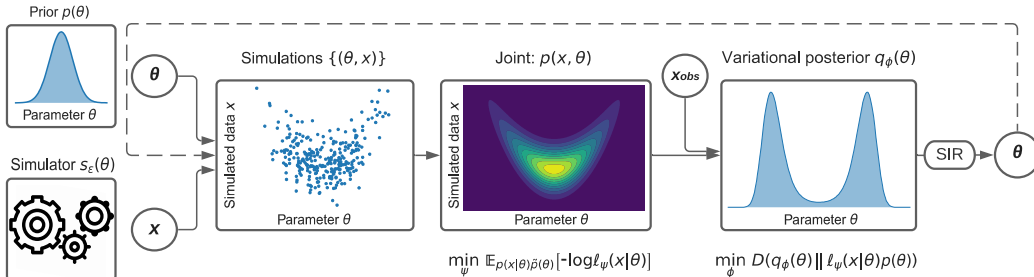 Prior p(θ)
Parameter θ
Simulator s_ε(θ)
θ
x
Simulations {(θ, x)}
Simulated data x
Parameter θ
Joint: p(x, θ)
Simulated data x
Parameter θ
min_ψ 𝔼_{p(x|θ)p̃(θ)}[-logℓ_ψ(x|θ)]
x_obs
Variational posterior q_ϕ(θ)
Parameter θ
min_ϕ D(q_ϕ(θ)‖ℓ_ψ(x|θ)p(θ))
SIR
θ